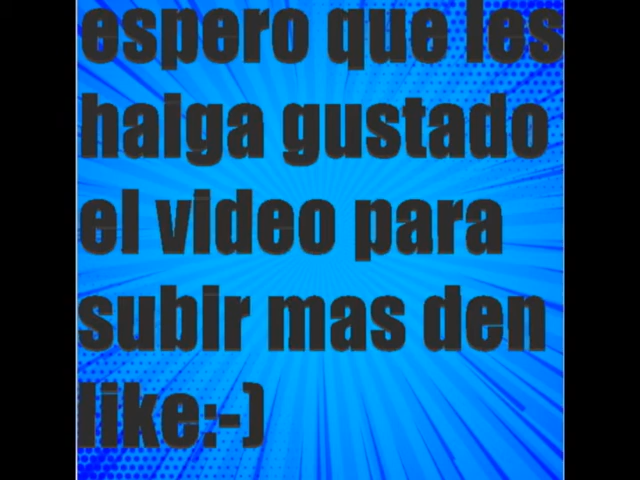 espero que les
haiga gustado
el video para
subir mas den
like:-)